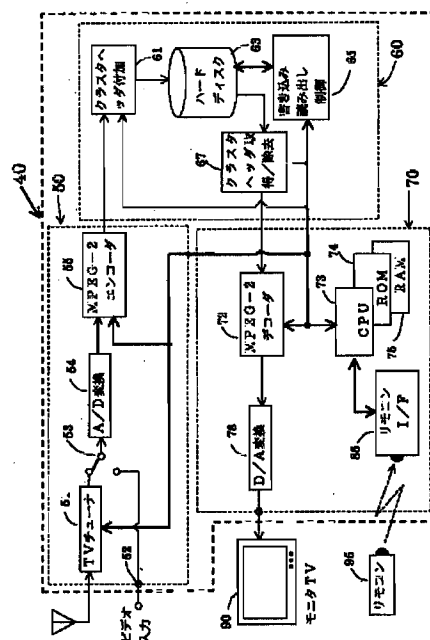 40
50
TVチューナ
51
53
A/D変換
54
MPEG-2
エンコーダ
55
52
ビデオ
入力
クラスタヘ
ッダ付加
61
ハード
ディスク
63
クラスタ
ヘッダ取
得/除去
67
書き込み
読み出し
制御
65
60
70
MPEG-2
デコーダ
72
D/A変換
78
CPU
73
74
ROM
RAM
75
リモコン
I/F
85
リモコン
95
90
モニタTV